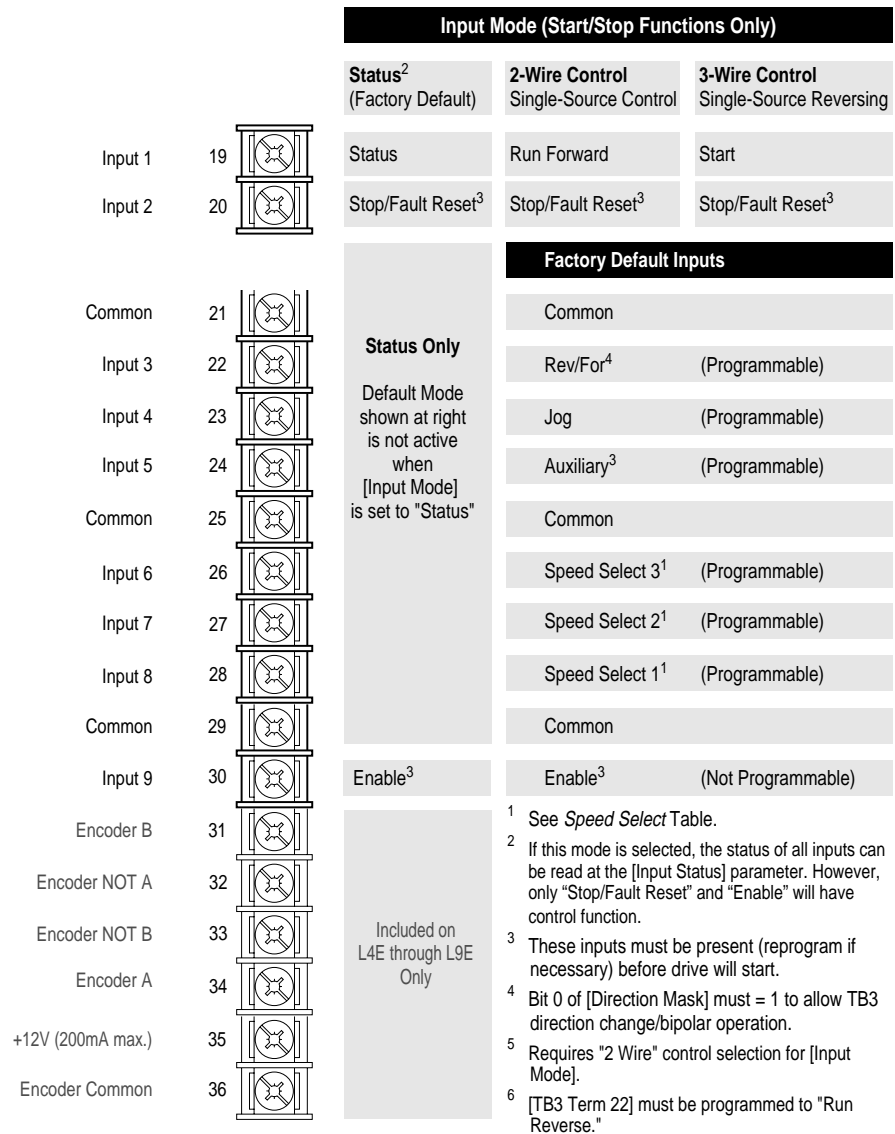 Input Mode (Start/Stop Functions Only)
Status2 2-Wire Control 3-Wire Control
(Factory Default) Single-Source Control Single-Source Reversing
Input 1 19 Status Run Forward Start
Input 2 20 Stop/Fault Reset3 Stop/Fault Reset3 Stop/Fault Reset3
Factory Default Inputs
Common 21 Common
Status Only
Input 3 22 Rev/For4 (Programmable)
Default Mode
shown at right
is not active
when
[Input Mode]
is set to "Status"
Input 4 23 Jog (Programmable)
Input 5 24 Auxiliary3 (Programmable)
Common 25 Common
Input 6 26 Speed Select 31 (Programmable)
Input 7 27 Speed Select 21 (Programmable)
Input 8 28 Speed Select 11 (Programmable)
Common 29 Common
Input 9 30 Enable3 Enable3 (Not Programmable)
Encoder B 31
Encoder NOT A 32
Encoder NOT B 33
Encoder A 34
+12V (200mA max.) 35
Encoder Common 36
Included on
L4E through L9E
Only
1 See Speed Select Table.
2 If this mode is selected, the status of all inputs can
be read at the [Input Status] parameter. However,
only “Stop/Fault Reset” and “Enable” will have
control function.
3 These inputs must be present (reprogram if
necessary) before drive will start.
4 Bit 0 of [Direction Mask] must = 1 to allow TB3
direction change/bipolar operation.
5 Requires "2 Wire" control selection for [Input
Mode].
6 [TB3 Term 22] must be programmed to "Run
Reverse."